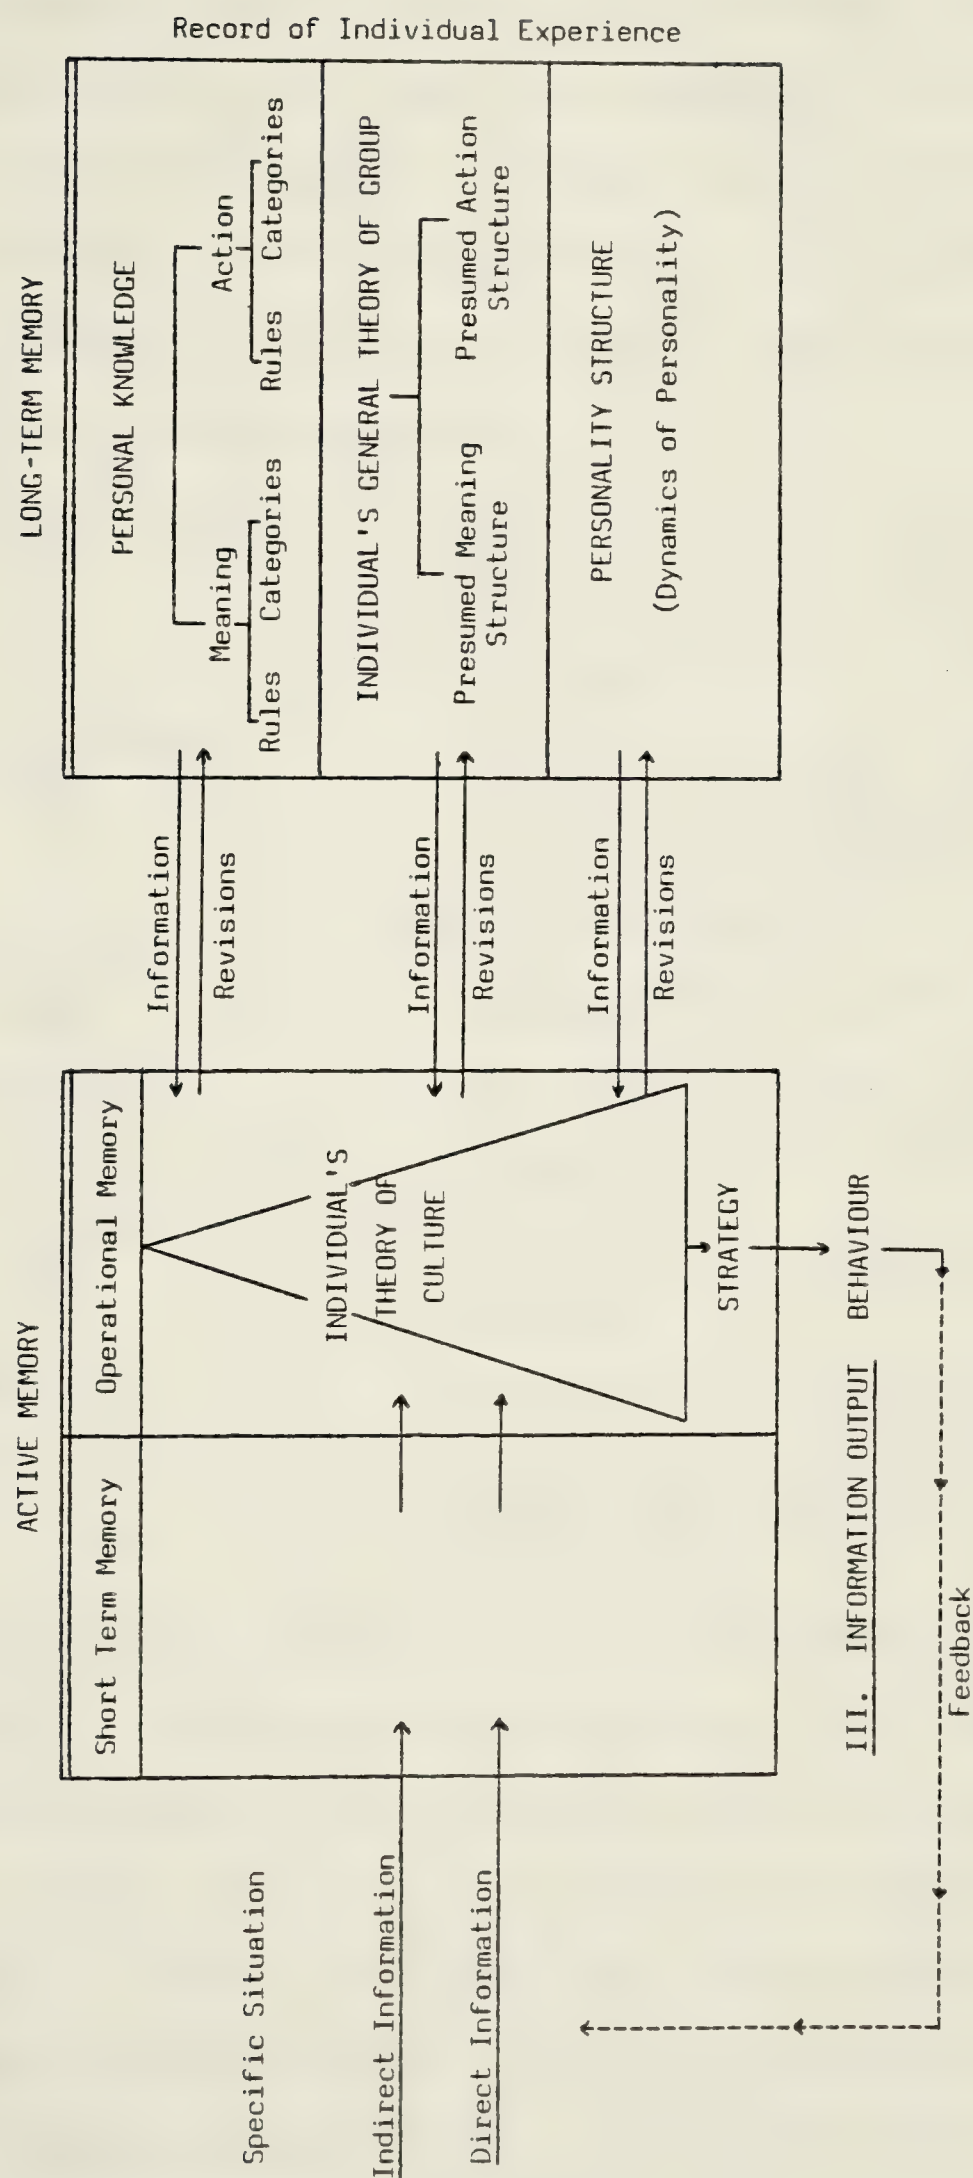 Record of Individual Experience
ACTIVE MEMORY
LONG-TERM MEMORY
Short Term Memory
Operational Memory
Specific Situation
Indirect Information
Direct Information
INDIVIDUAL'S
THEORY OF
CULTURE
STRATEGY
III. INFORMATION OUTPUT
BEHAVIOUR
Feedback
Information
Revisions
Information
Revisions
Information
Revisions
PERSONAL KNOWLEDGE
Meaning
Action
Rules
Categories
Rules
Categories
INDIVIDUAL'S GENERAL THEORY OF GROUP
Presumed Meaning
Structure
Presumed Action
Structure
PERSONALITY STRUCTURE
(Dynamics of Personality)